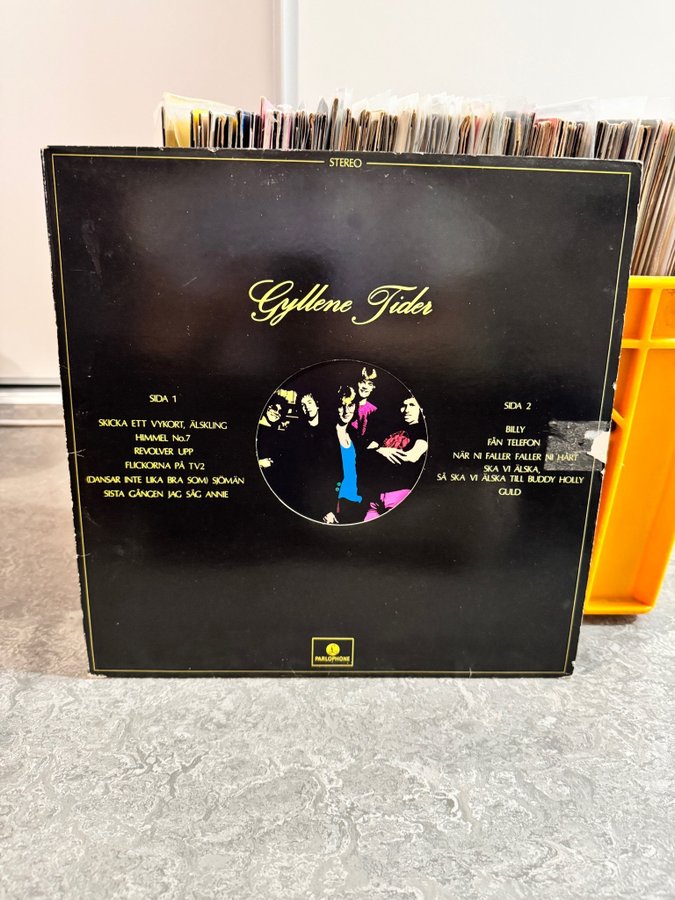 STEREO
Gyllene Tider
SIDA 1
SKICKA ETT VYKORT, ÄLSKLING
HIMMEL No.7
REVOLVER UPP
FLICKORNA PÅ TV2
(DANSAR INTE LIKA BRA SOM) SJÖMÄN
SISTA GÅNGEN JAG SÅG ANNIE
SIDA 2
BILLY
FÅN TELEFON
NÄR NI FALLER FALLER NI HÅRT
SKA VI ÄLSKA,
SÅ SKA VI ÄLSKA TILL BUDDY HOLLY
GULD
PARLOPHONE